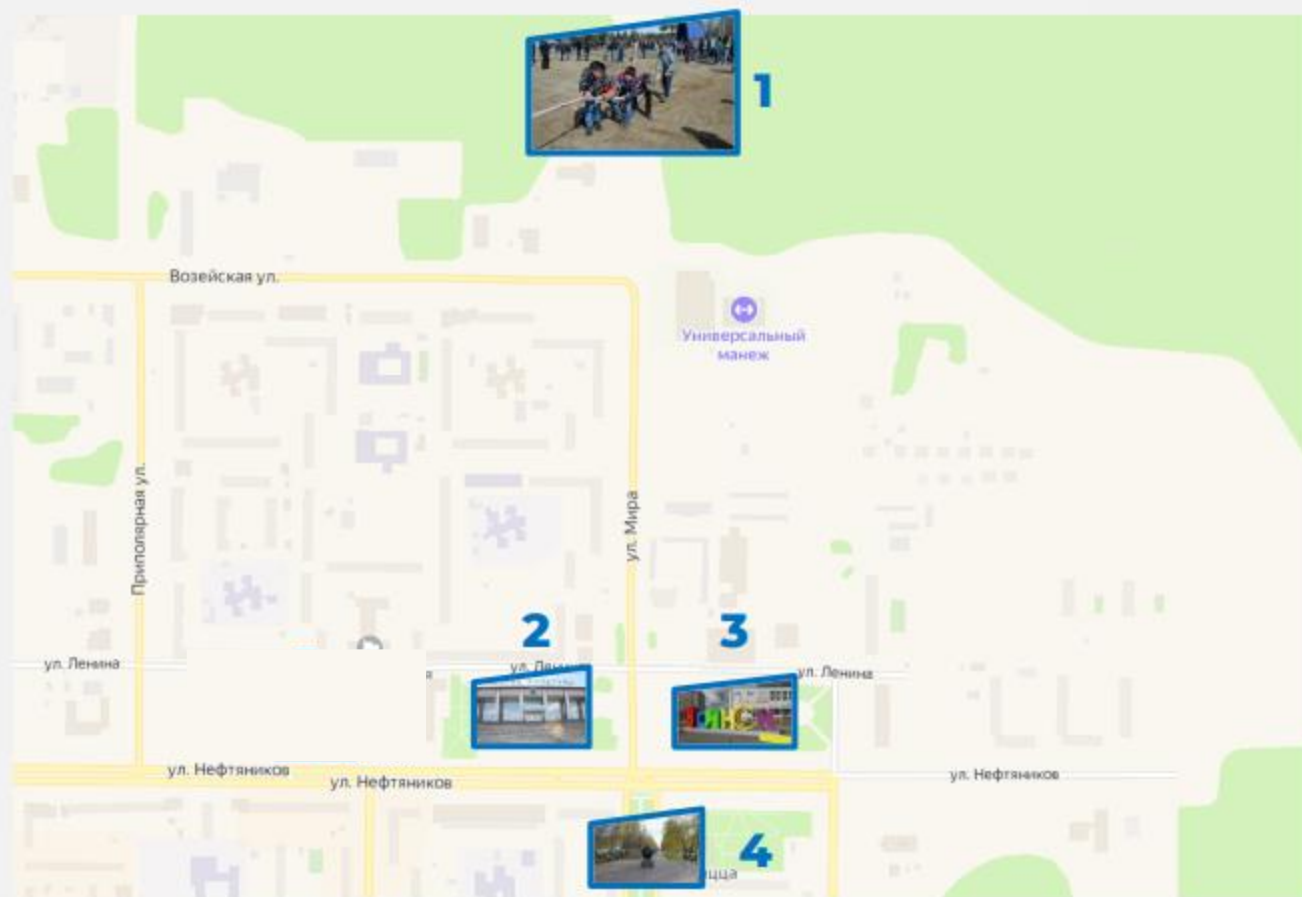 1
Возейская ул.
Универсальный
манеж
Приполярная ул.
ул. Мира
2
3
ул. Ленина
ул. Ленина
ул. Нефтяников
ул. Нефтяников
ул. Нефтяников
4